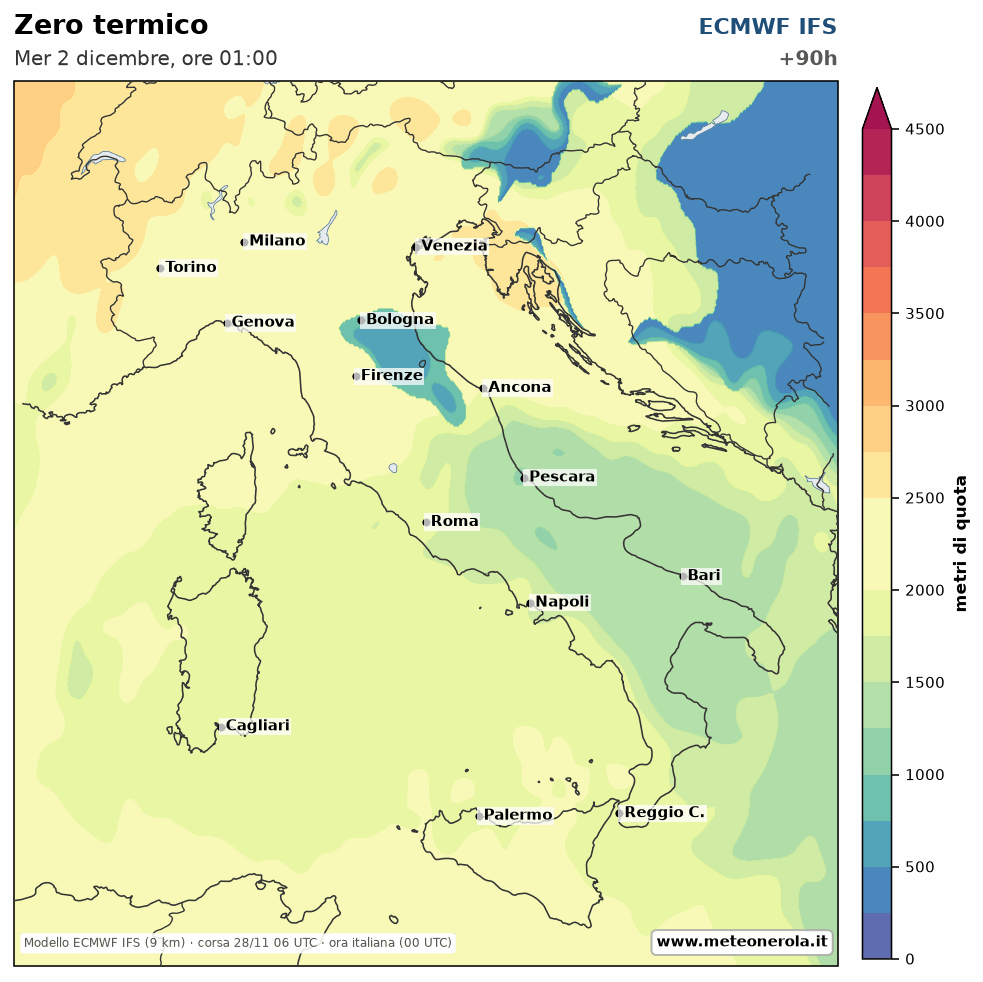 Zero termico
ECMWF IFS
Mer 2 dicembre, ore 01:00
+90h
Milano
Venezia
Torino
Bologna
Genova
Firenze
Ancona
Pescara
Roma
Bari
Napoli
Cagliari
Palermo
Reggio C.
4500
4000
3500
3000
2500
2000
1500
1000
500
0
metri di quota
Modello ECMWF IFS (9 km) · corsa 28/11 06 UTC · ora italiana (00 UTC)
www.meteonerola.it